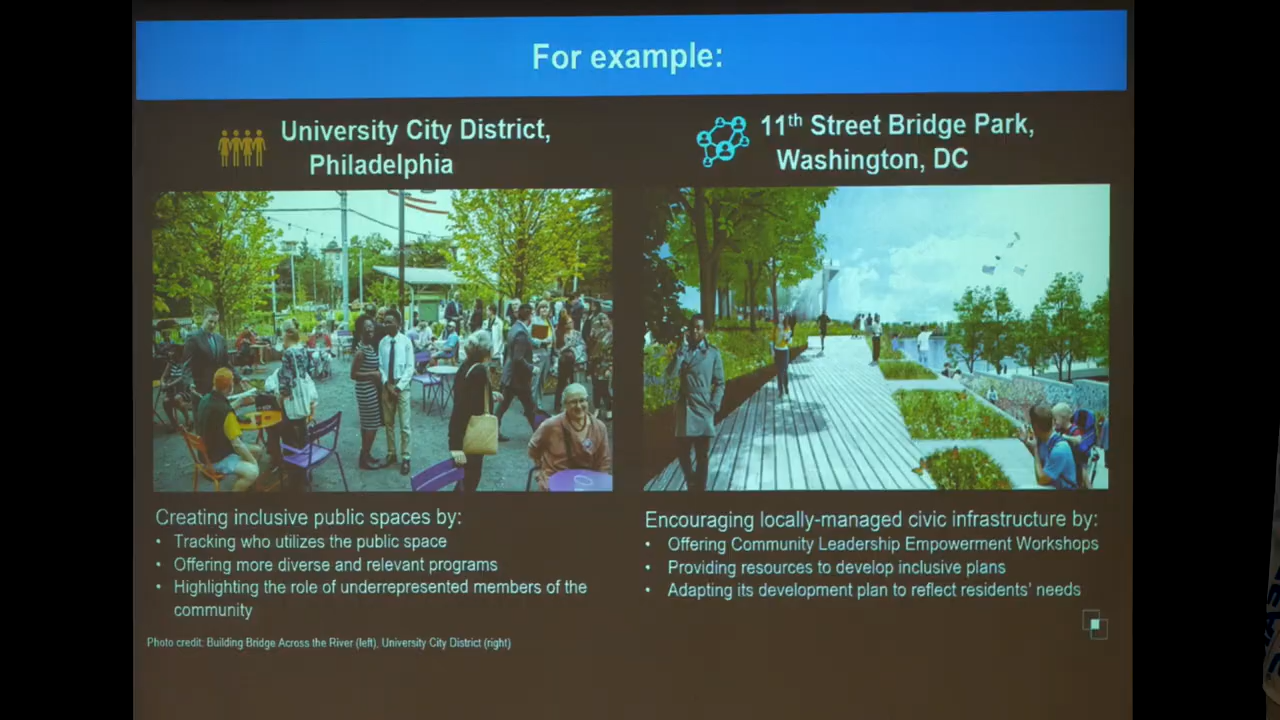 For example:
University City District,
Philadelphia
Creating inclusive public spaces by:
• Tracking who utilizes the public space
• Offering more diverse and relevant programs
• Highlighting the role of underrepresented members of the
community
11th Street Bridge Park,
Washington, DC
Encouraging locally-managed civic infrastructure by:
• Offering Community Leadership Empowerment Workshops
• Providing resources to develop inclusive plans
• Adapting its development plan to reflect residents' needs
Photo credit: Building Bridge Across the River (left), University City District (right)